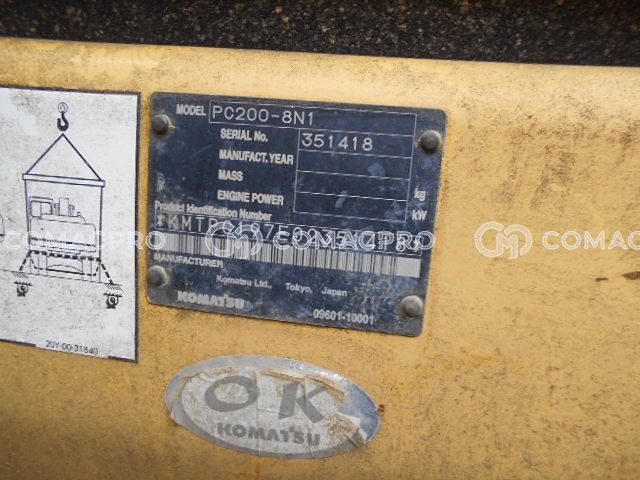 MODEL PC200-8N1
SERIAL No. 351418
MANUFACT.YEAR
MASS kg
ENGINE POWER kW
Product Identification Number
MANUFACTURER
Komatsu Ltd., Tokyo, Japan
KOMATSU 09601-10001
20Y-00-31840
OK
KOMATSU
COMACPRO
COMACPRO